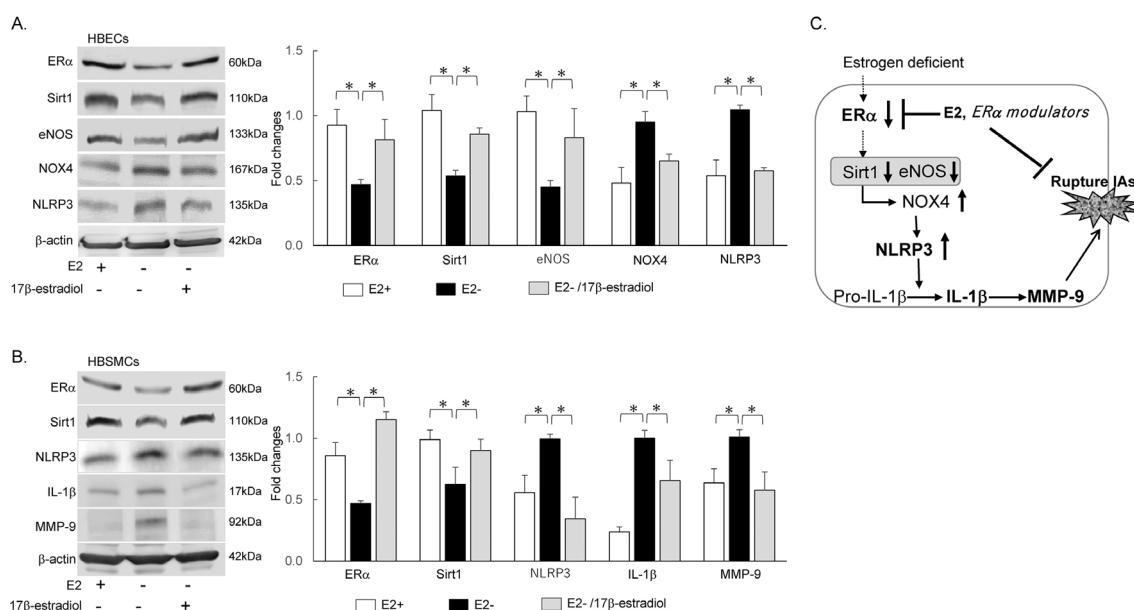 A.
HBECs
ERα 60kDa
Sirt1 110kDa
eNOS 133kDa
NOX4 167kDa
NLRP3 135kDa
β-actin 42kDa
E2 + - -
17β-estradiol - - +
Fold changes
1.5
1.0
0.5
0.0
* * * * * * * * * *
ERα Sirt1 eNOS NOX4 NLRP3
E2+ E2- E2- /17β-estradiol
B.
HBSMCs
ERα 60kDa
Sirt1 110kDa
NLRP3 135kDa
IL-1β 17kDa
MMP-9 92kDa
β-actin 42kDa
E2 + - -
17β-estradiol - - +
Fold changes
1.5
1.0
0.5
0.0
* * * * * * * * * *
ERα Sirt1 NLRP3 IL-1β MMP-9
E2+ E2- E2- /17β-estradiol
C.
Estrogen deficient
ERα E2, ERα modulators
Sirt1 eNOS
Rupture IAs
NOX4
NLRP3
Pro-IL-1β IL-1β MMP-9